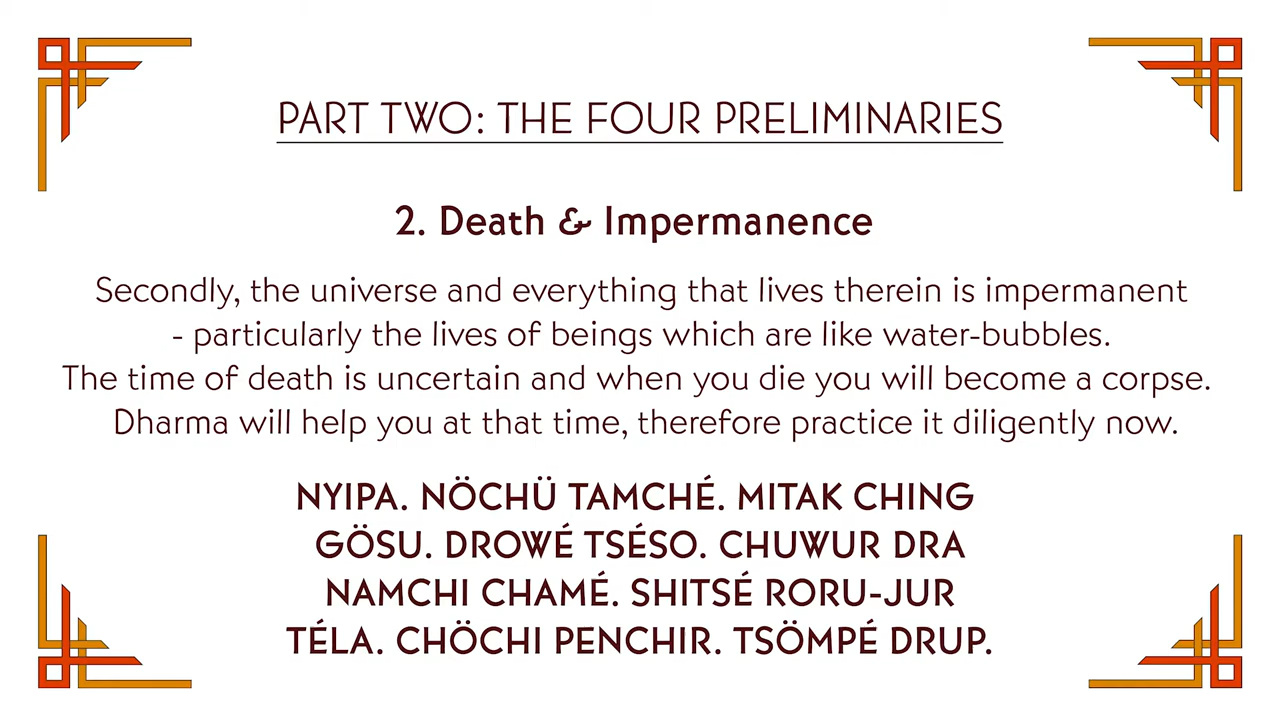 PART TWO: THE FOUR PRELIMINARIES
2. Death & Impermanence
Secondly, the universe and everything that lives therein is impermanent
- particularly the lives of beings which are like water-bubbles.
The time of death is uncertain and when you die you will become a corpse.
Dharma will help you at that time, therefore practice it diligently now.
NYIPA. NÖCHÜ TAMCHÉ. MITAK CHING
GÖSU. DROWÉ TSÉSO. CHUWUR DRA
NAMCHI CHAMÉ. SHITSÉ RORU-JUR
TÉLA. CHÖCHI PENCHIR. TSÖMPÉ DRUP.